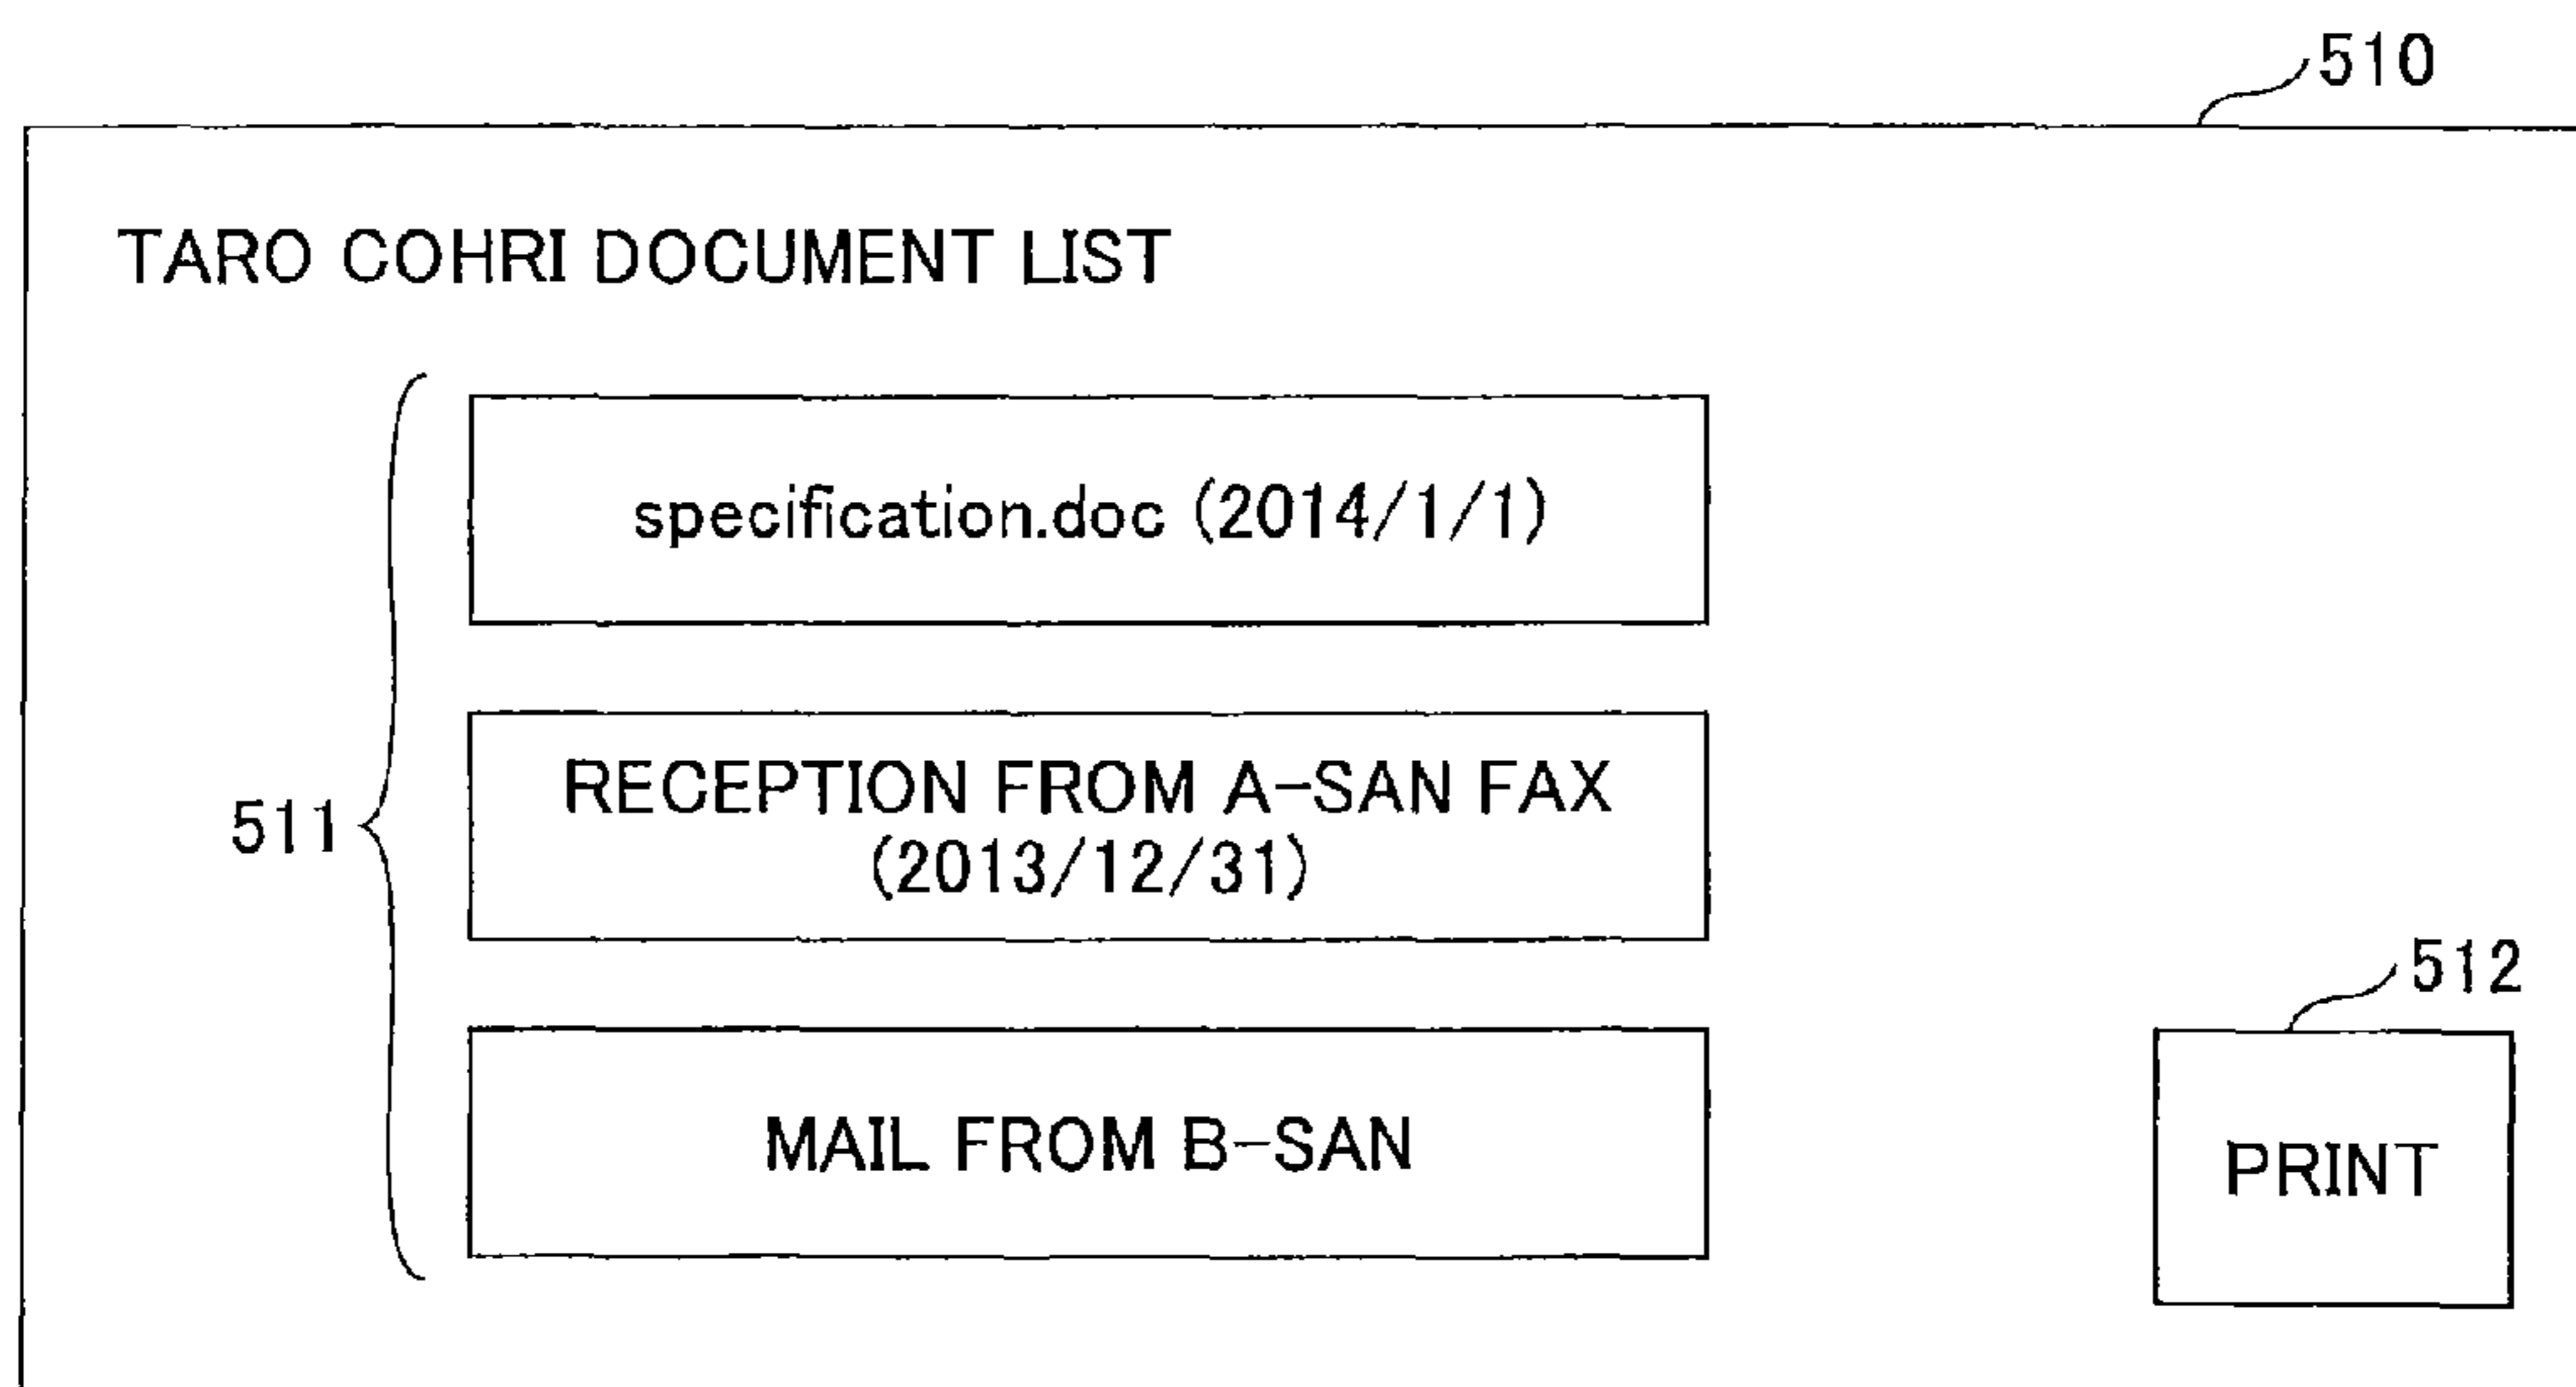 510
TARO COHRI DOCUMENT LIST
specification.doc (2014/1/1)
RECEPTION FROM A-SAN FAX
(2013/12/31)
511
512
MAIL FROM B-SAN
PRINT